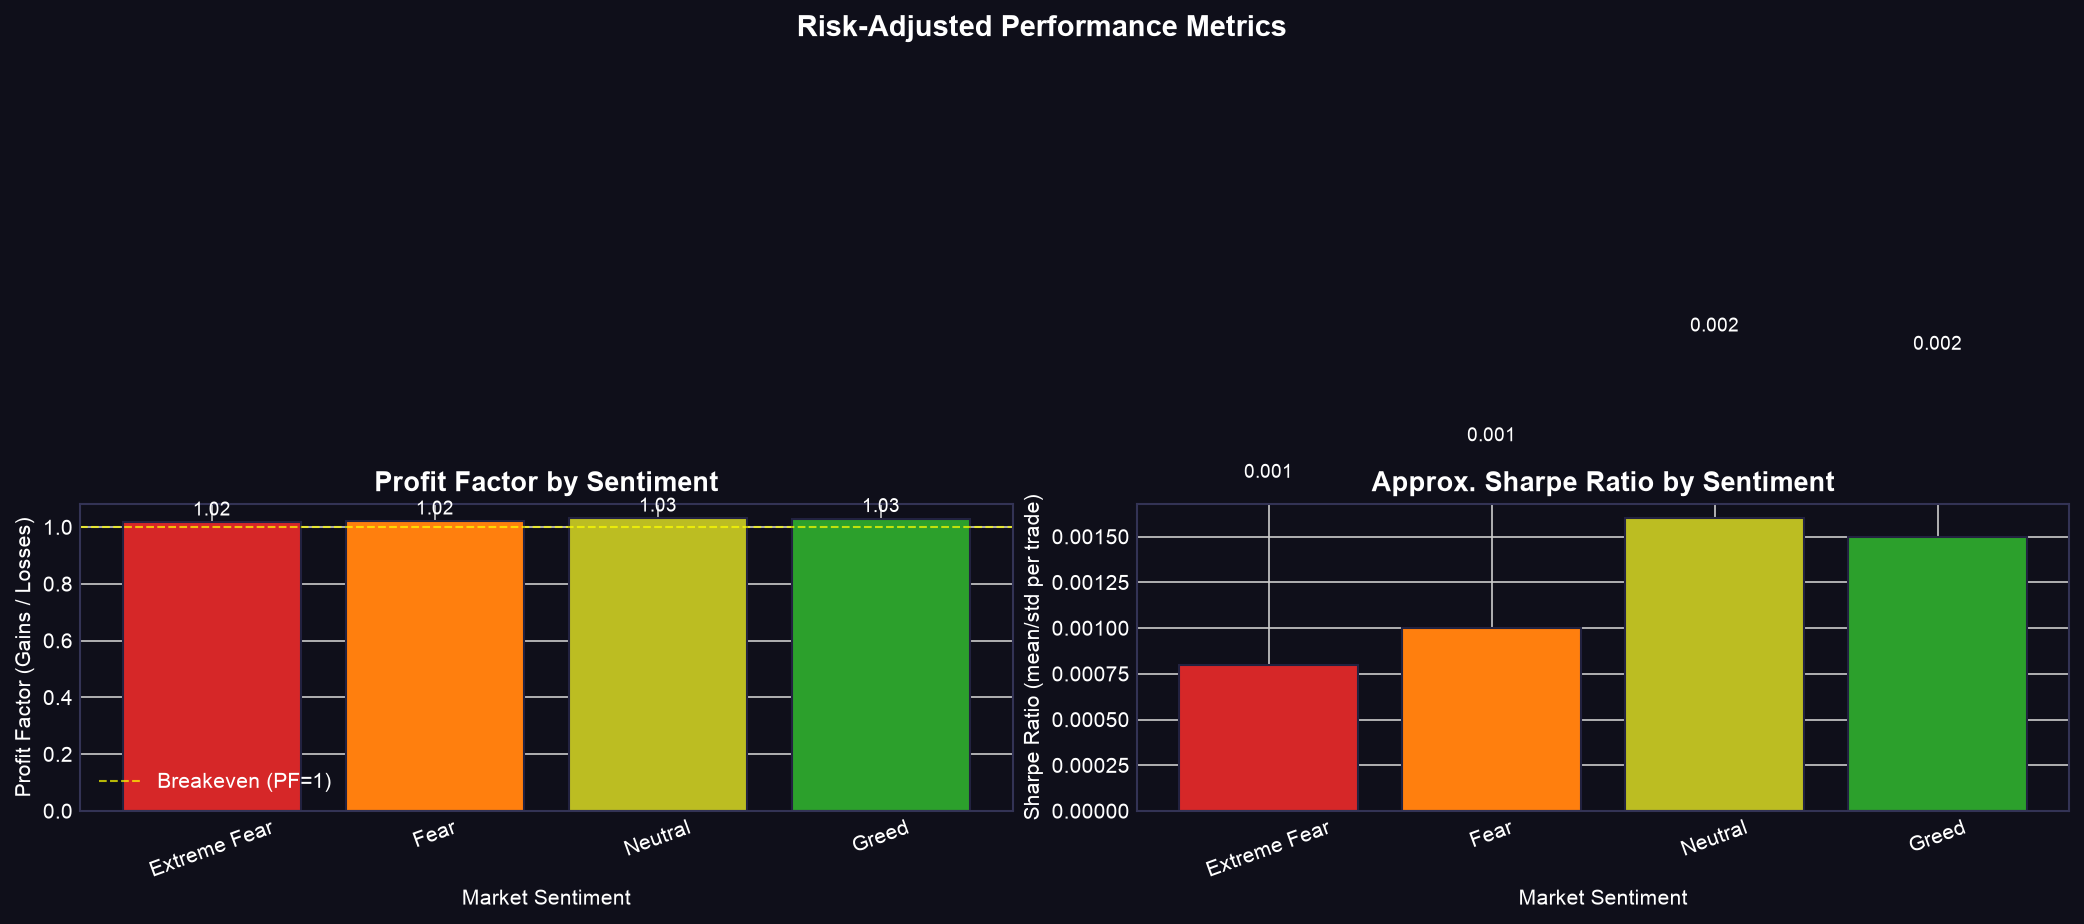 Risk-Adjusted Performance Metrics
Profit Factor by Sentiment
1.02
1.02
1.03
1.03
Profit Factor (Gains / Losses)
1.0
0.8
0.6
0.4
0.2
0.0
Breakeven (PF=1)
Extreme Fear
Fear
Neutral
Greed
Market Sentiment
0.001
0.001
0.002
0.002
Approx. Sharpe Ratio by Sentiment
Sharpe Ratio (mean/std per trade)
0.00150
0.00125
0.00100
0.00075
0.00050
0.00025
0.00000
Extreme Fear
Fear
Neutral
Greed
Market Sentiment